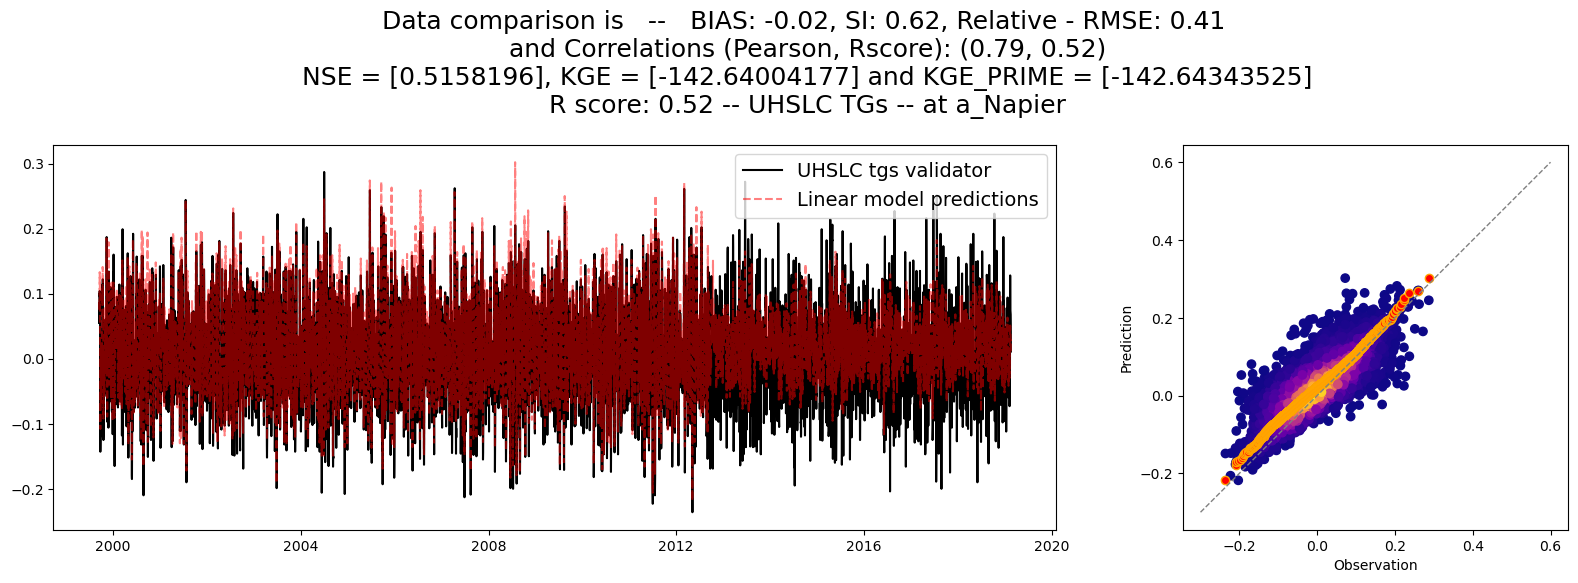 Data comparison is   --   BIAS: -0.02, SI: 0.62, Relative - RMSE: 0.41
and Correlations (Pearson, Rscore): (0.79, 0.52)
NSE = [0.5158196], KGE = [-142.64004177] and KGE_PRIME = [-142.64343525]
R score: 0.52 -- UHSLC TGs -- at a_Napier
UHSLC tgs validator
Linear model predictions
0.3
0.2
0.1
0.0
−0.1
−0.2
2000 2004 2008 2012 2016 2020
Prediction
0.6
0.4
0.2
0.0
−0.2
−0.2 0.0 0.2 0.4 0.6
Observation